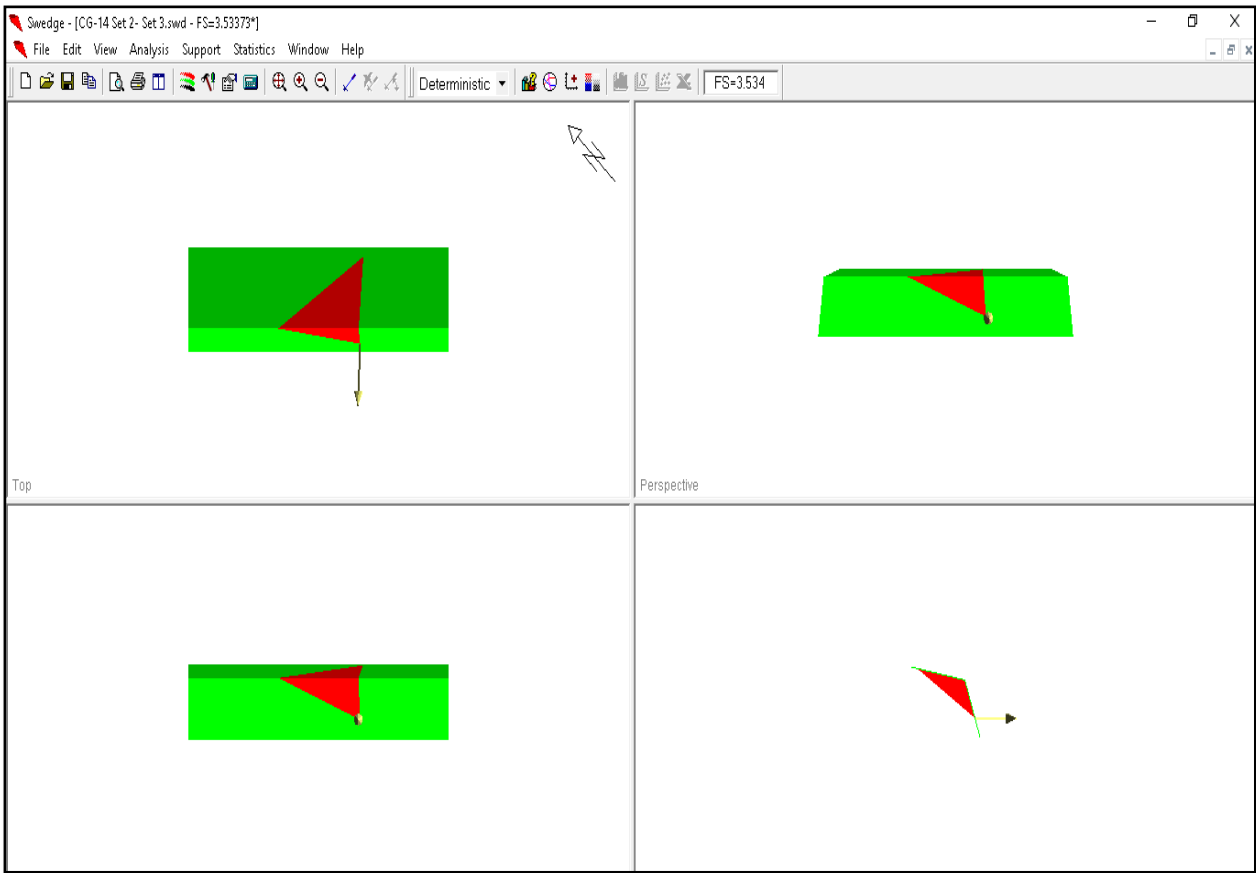 Swedge - [CG-14 Set 2- Set 3.swd - FS=3.53373*]
File Edit View Analysis Support Statistics Window Help
Deterministic FS=3.534
Top
Perspective